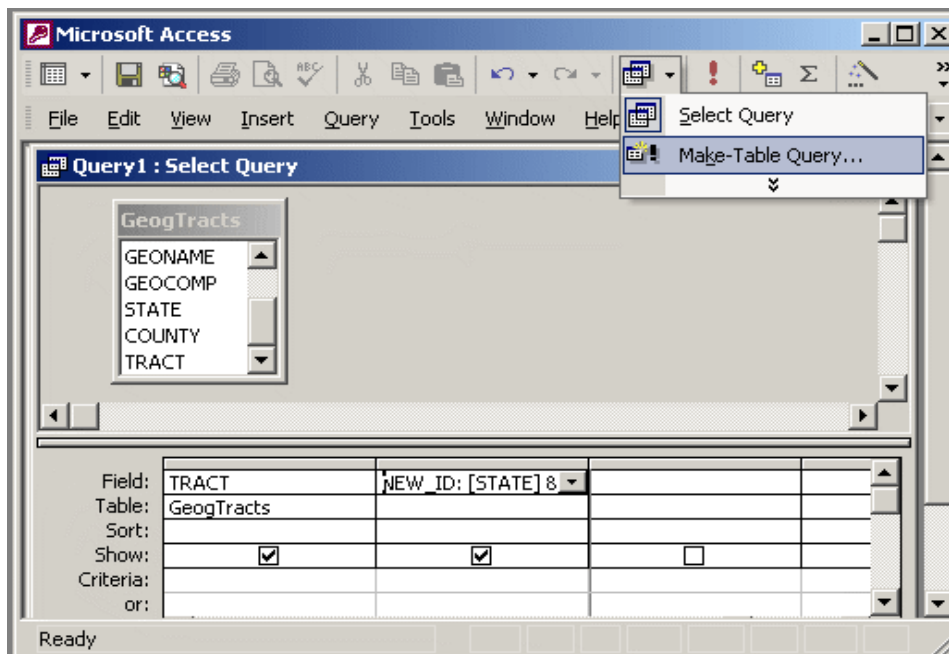 Microsoft Access
ABC
File Edit View Insert Query Tools Window Help
Select Query
Make-Table Query...
Query1 : Select Query
GeogTracts
GEONAME
GEOCOMP
STATE
COUNTY
TRACT
Field: TRACT NEW_ID: [STATE] &
Table: GeogTracts
Sort:
Show:
Criteria:
or:
Ready